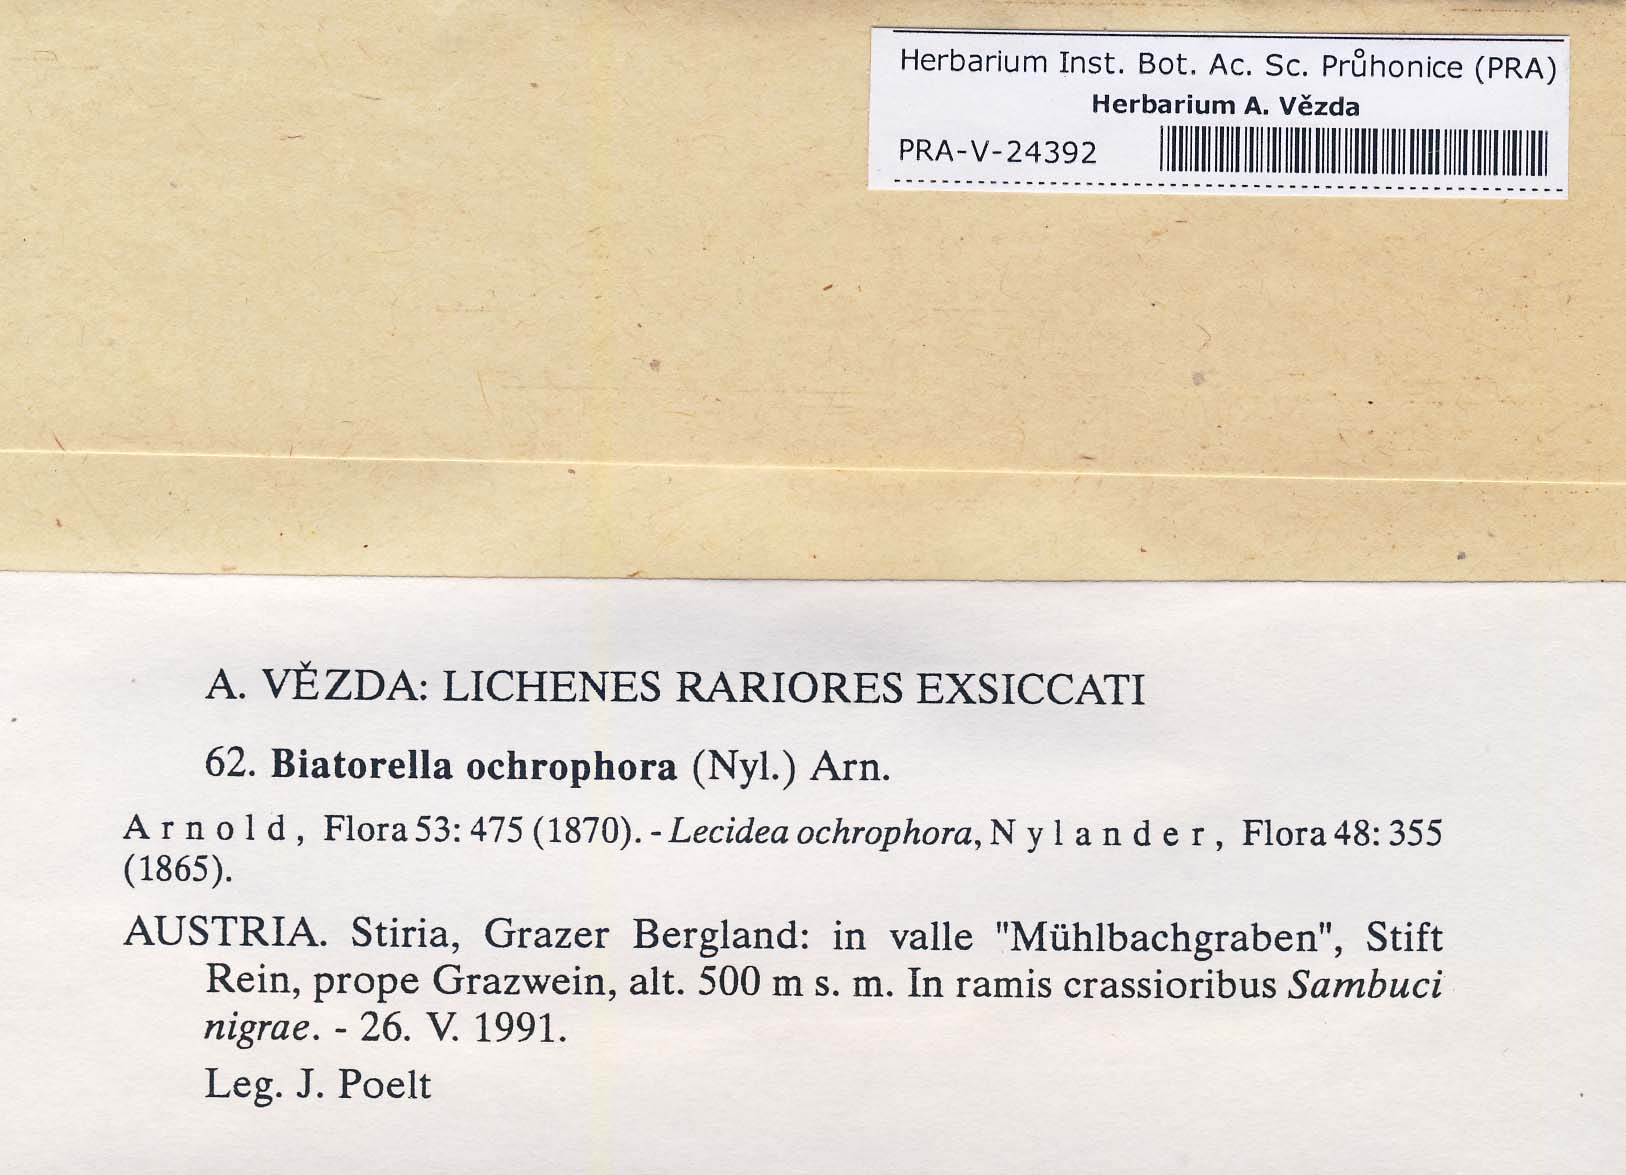 Herbarium Inst. Bot. Ac. Sc. Průhonice (PRA)
Herbarium A. Vězda
PRA-V-24392
A. VĚZDA: LICHENES RARIORES EXSICCATI
62. Biatorella ochrophora (Nyl.) Arn.
Arnold, Flora 53: 475 (1870). - Lecidea ochrophora, Nylander, Flora 48: 355
(1865).
AUSTRIA. Stiria, Grazer Bergland: in valle "Mühlbachgraben", Stift
Rein, prope Grazwein, alt. 500 m s. m. In ramis crassioribus Sambuci
nigrae. - 26. V. 1991.
Leg. J. Poelt